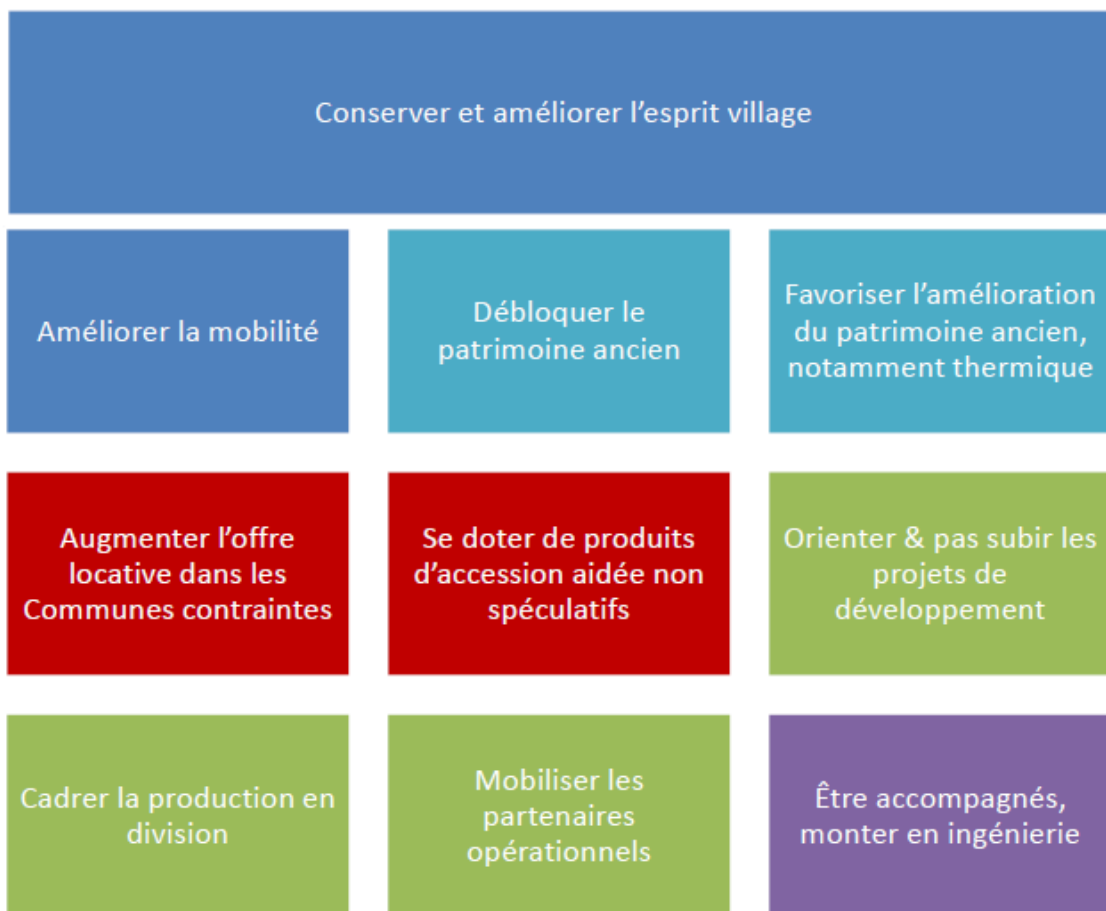 Conserver et améliorer l’esprit village
Améliorer la mobilité
Débloquer le
patrimoine ancien
Favoriser l’amélioration
du patrimoine ancien,
notamment thermique
Augmenter l’offre
locative dans les
Communes contraintes
Se doter de produits
d’accession aidée non
spéculatifs
Orienter & pas subir les
projets de
développement
Cadrer la production en
division
Mobiliser les
partenaires
opérationnels
Être accompagnés,
monter en ingénierie